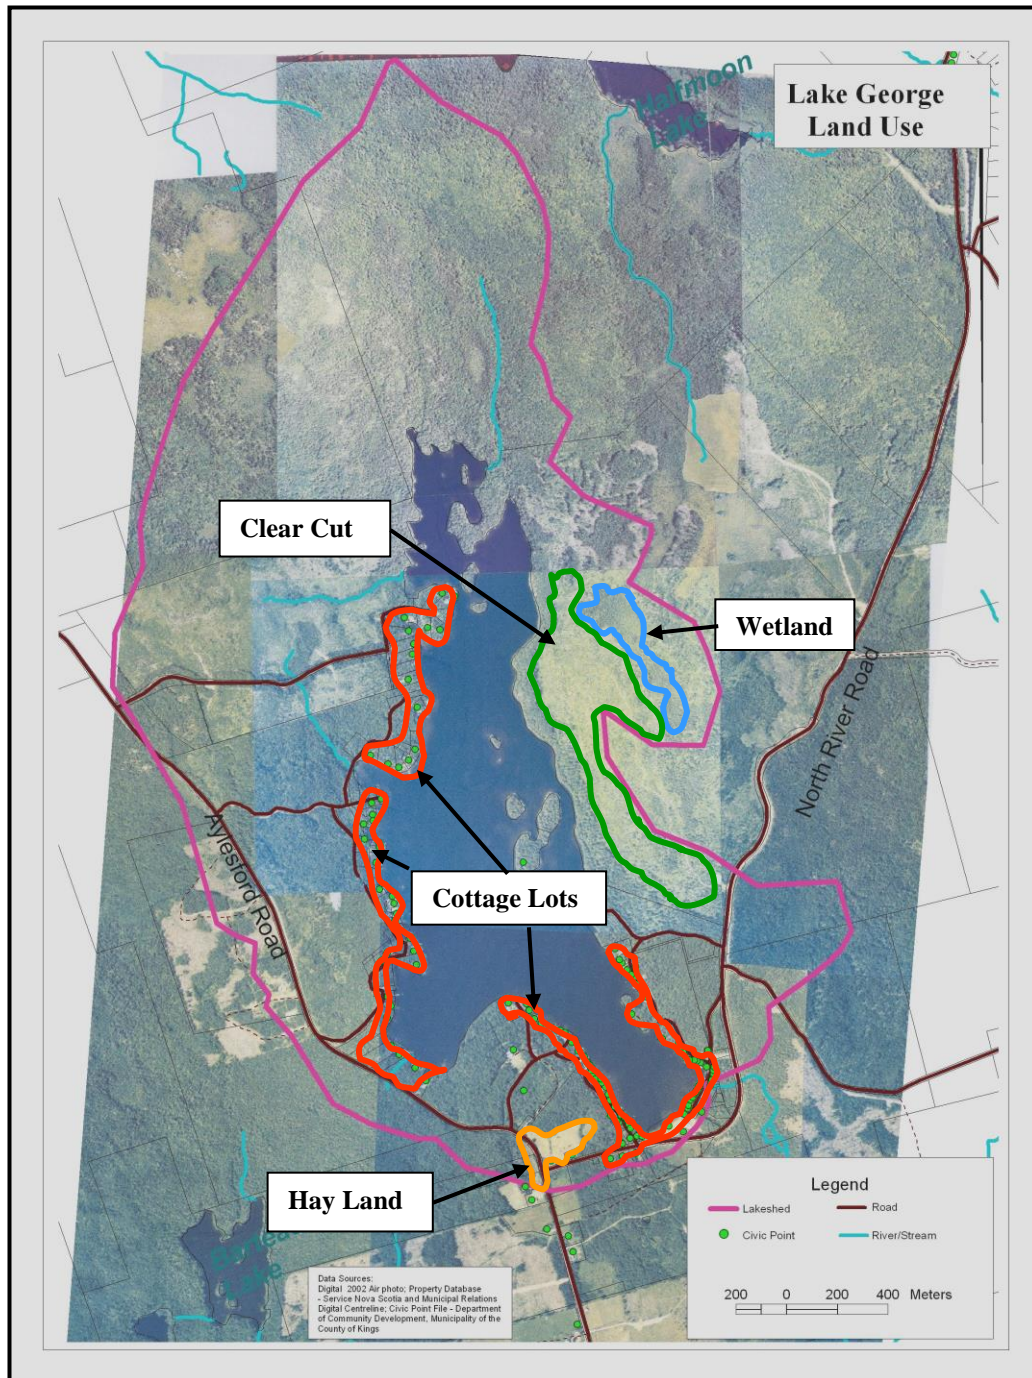 Halfmoon
Lake
Lake George
Land Use
Clear Cut
Wetland
North River Road
Aylesford Road
Cottage Lots
Hay Land
Lake
Legend
Lakeshed
Road
Civic Point
River/Stream
200 0 200 400 Meters
Data Sources:
Digital 2002 Air photo; Property Database
- Service Nova Scotia and Municipal Relations
Digital Centreline; Civic Point File - Department
of Community Development, Municipality of the
County of Kings